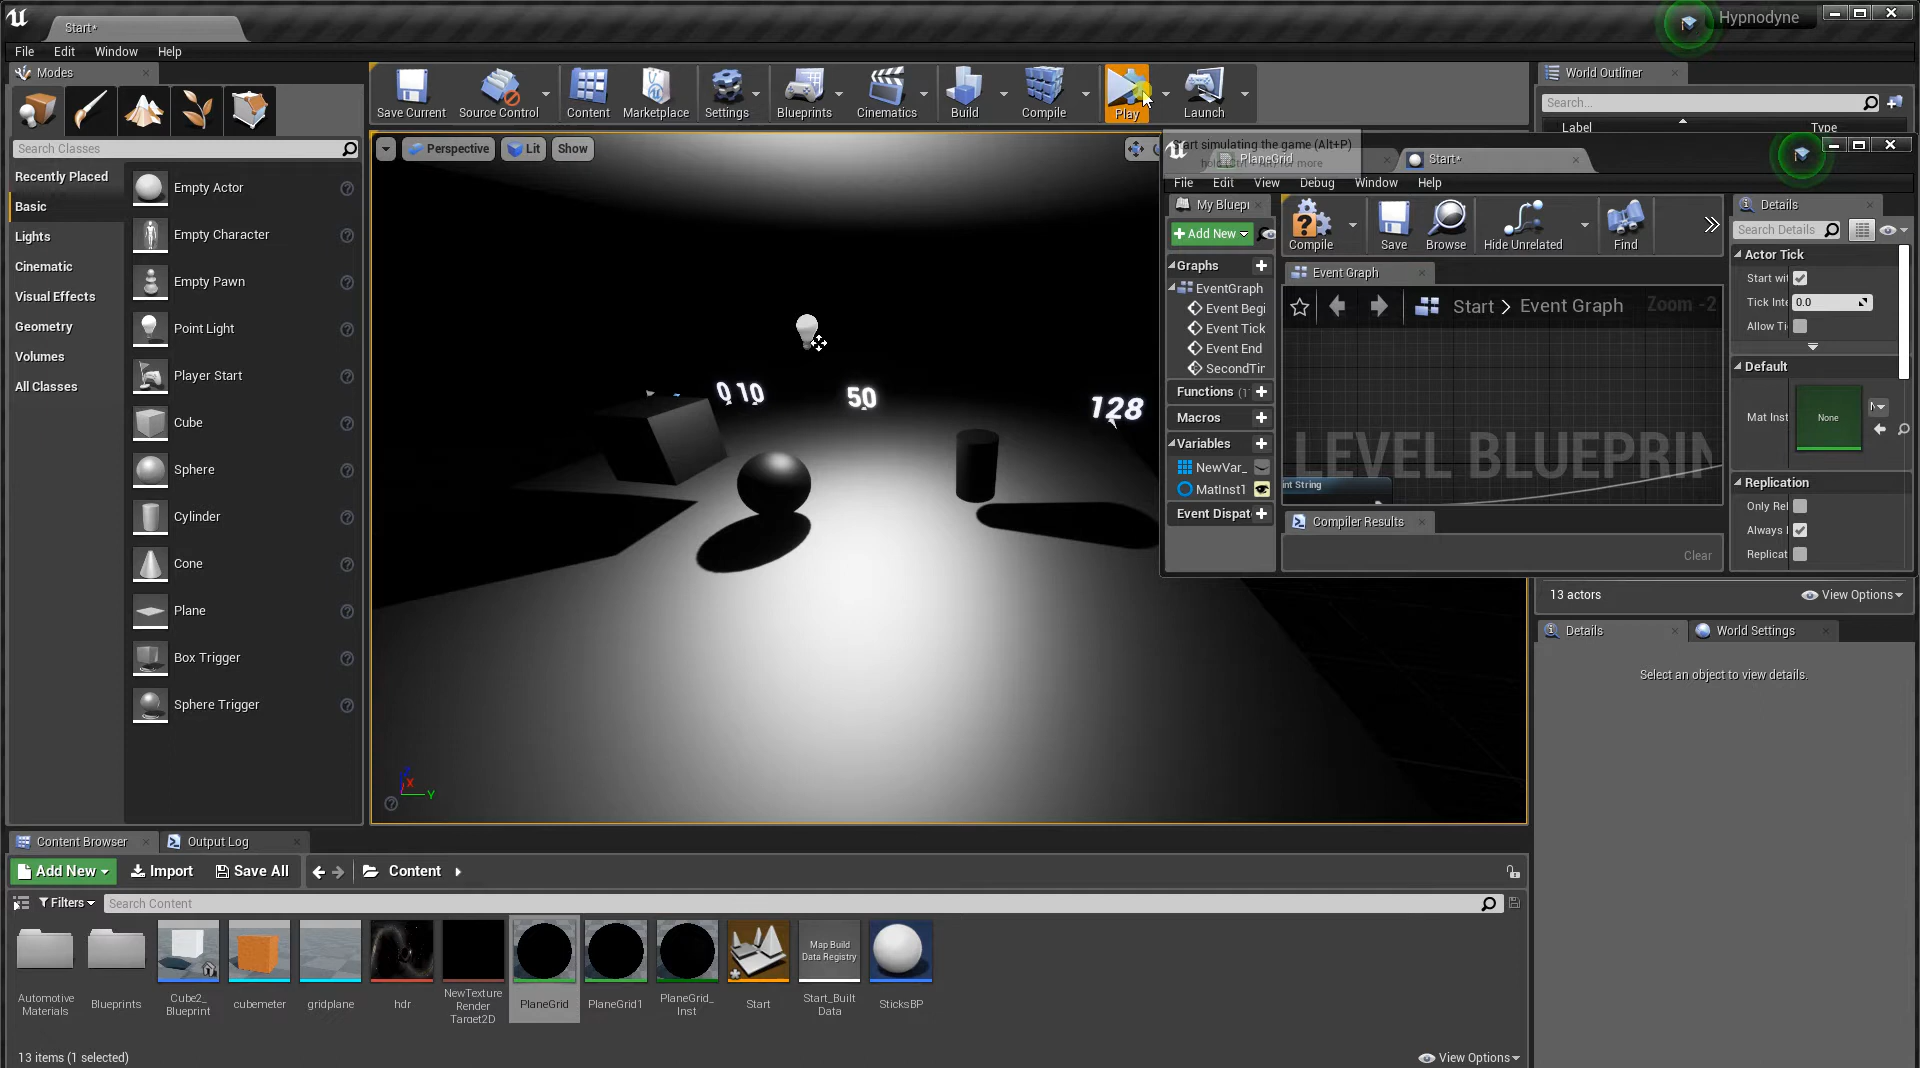 Start*
Hypnodyne
File Edit Window Help
Modes
Search Classes
Recently Placed
Basic
Lights
Cinematic
Visual Effects
Geometry
Volumes
All Classes
Empty Actor
Empty Character
Empty Pawn
Point Light
Player Start
Cube
Sphere
Cylinder
Cone
Plane
Box Trigger
Sphere Trigger
Save Current Source Control Content Marketplace Settings Blueprints Cinematics Build Compile Play Launch
Perspective Lit Show
0 10 50 128
X
Y
World Outliner
Search...
Label Type
Start simulating the game (Alt+P)
PlaneGrid Start*
File Edit View Debug Window Help
My Bluepi
Add New
Graphs
EventGraph
Event Begi
Event Tick
Event End
SecondTir
Functions (1
Macros
Variables
NewVar_
MatInst1
Event Dispat
Compile Save Browse Hide Unrelated Find
Event Graph
Start > Event Graph Zoom -2
LEVEL BLUEPRIN
int String
Compiler Results
Clear
Details
Search Details
Actor Tick
Start wit
Tick Inte 0.0
Allow Ti
Default
Mat Inst None
Replication
Only Rel
Always
Replicat
13 actors View Options
Details World Settings
Select an object to view details.
Content Browser Output Log
Add New Import Save All Content
Filters Search Content
Automotive
Materials
Blueprints
Cube2_
Blueprint
cubemeter
gridplane
hdr
NewTexture
Render
Target2D
PlaneGrid
PlaneGrid1
PlaneGrid_
Inst
Start
Map Build
Data Registry
Start_Built
Data
SticksBP
13 items (1 selected) View Options